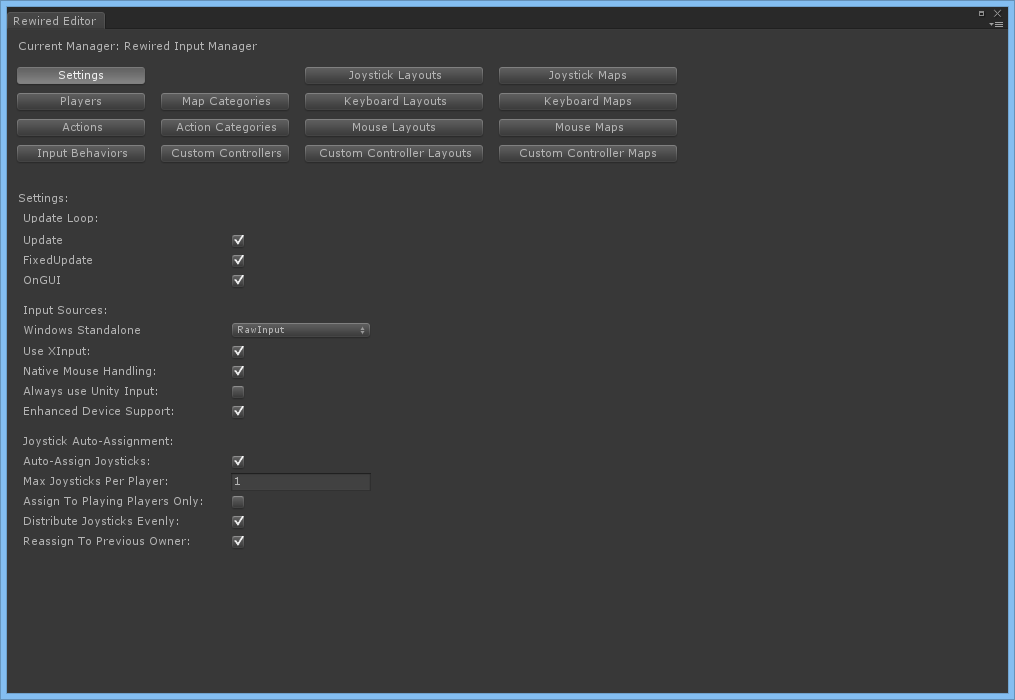 Rewired Editor
Current Manager: Rewired Input Manager
Settings Joystick Layouts Joystick Maps
Players Map Categories Keyboard Layouts Keyboard Maps
Actions Action Categories Mouse Layouts Mouse Maps
Input Behaviors Custom Controllers Custom Controller Layouts Custom Controller Maps
Settings:
Update Loop:
Update
FixedUpdate
OnGUI
Input Sources:
Windows Standalone RawInput
Use XInput:
Native Mouse Handling:
Always use Unity Input:
Enhanced Device Support:
Joystick Auto-Assignment:
Auto-Assign Joysticks:
Max Joysticks Per Player: 1
Assign To Playing Players Only:
Distribute Joysticks Evenly:
Reassign To Previous Owner: